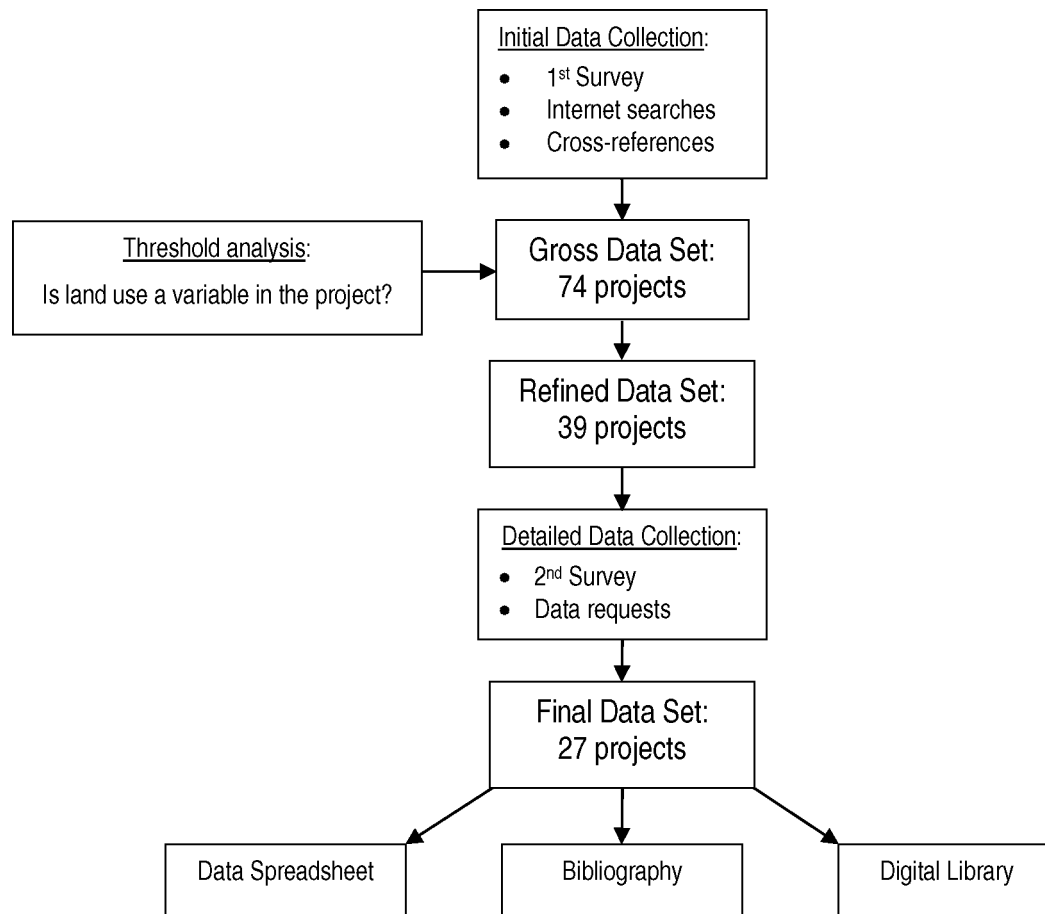 Initial Data Collection:
● 1st Survey
● Internet searches
● Cross-references
Threshold analysis:
Is land use a variable in the project?
Gross Data Set:
74 projects
Refined Data Set:
39 projects
Detailed Data Collection:
● 2nd Survey
● Data requests
Final Data Set:
27 projects
Data Spreadsheet
Bibliography
Digital Library